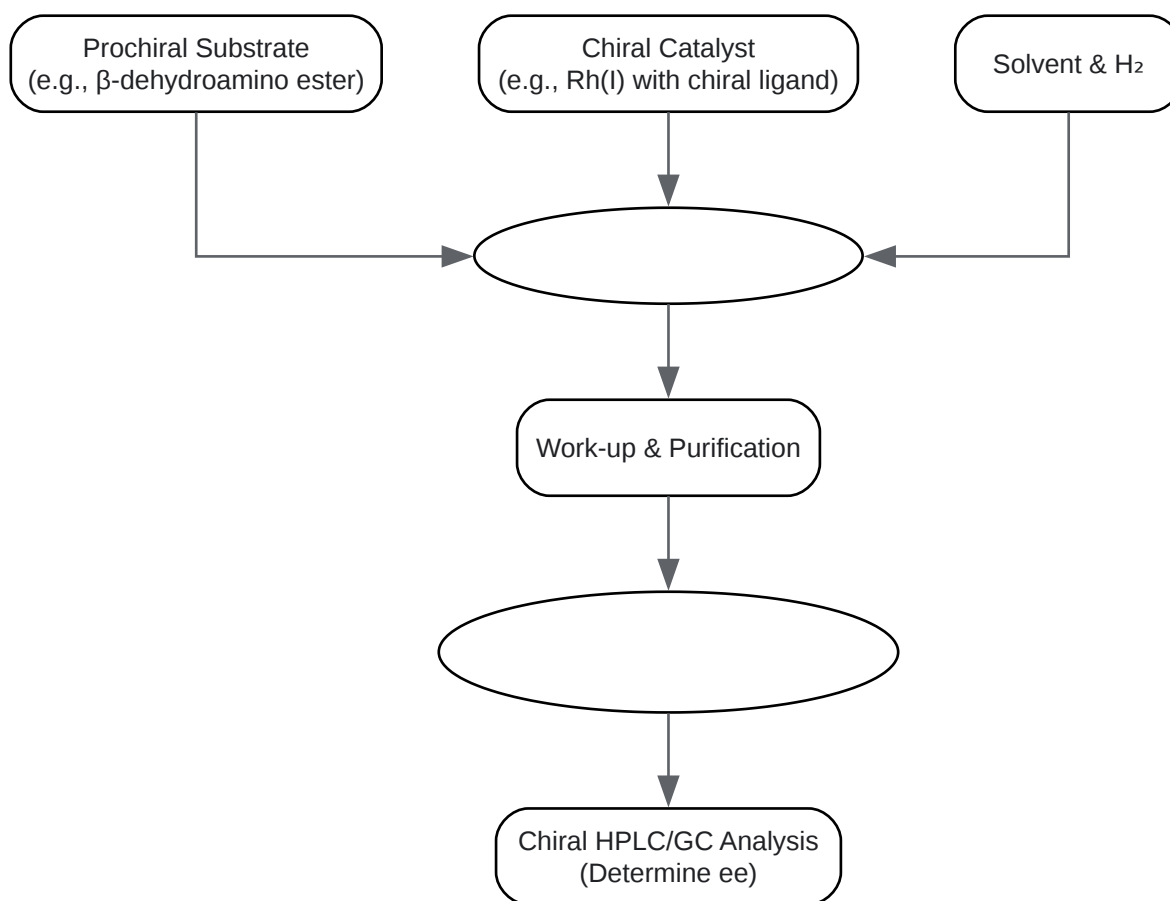 Prochiral Substrate
(e.g., β-dehydroamino ester)
Chiral Catalyst
(e.g., Rh(I) with chiral ligand)
Solvent & H₂
Work-up & Purification
Chiral HPLC/GC Analysis
(Determine ee)